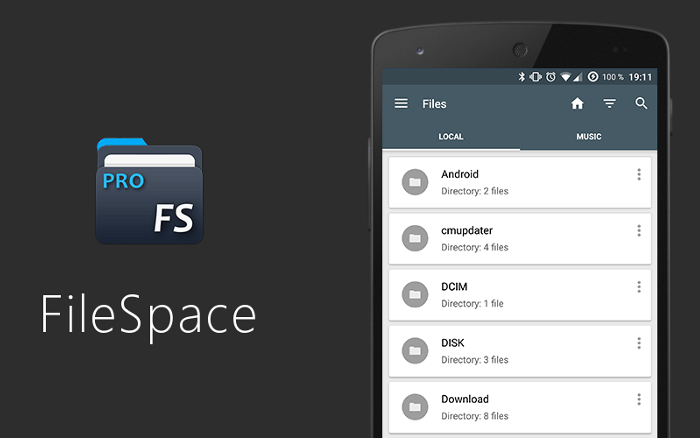 PRO
FS
FileSpace
100 % 19:11
Files
LOCAL MUSIC
Android
Directory: 2 files
cmupdater
Directory: 4 files
DCIM
Directory: 1 file
DISK
Directory: 3 files
Download
Directory: 8 files